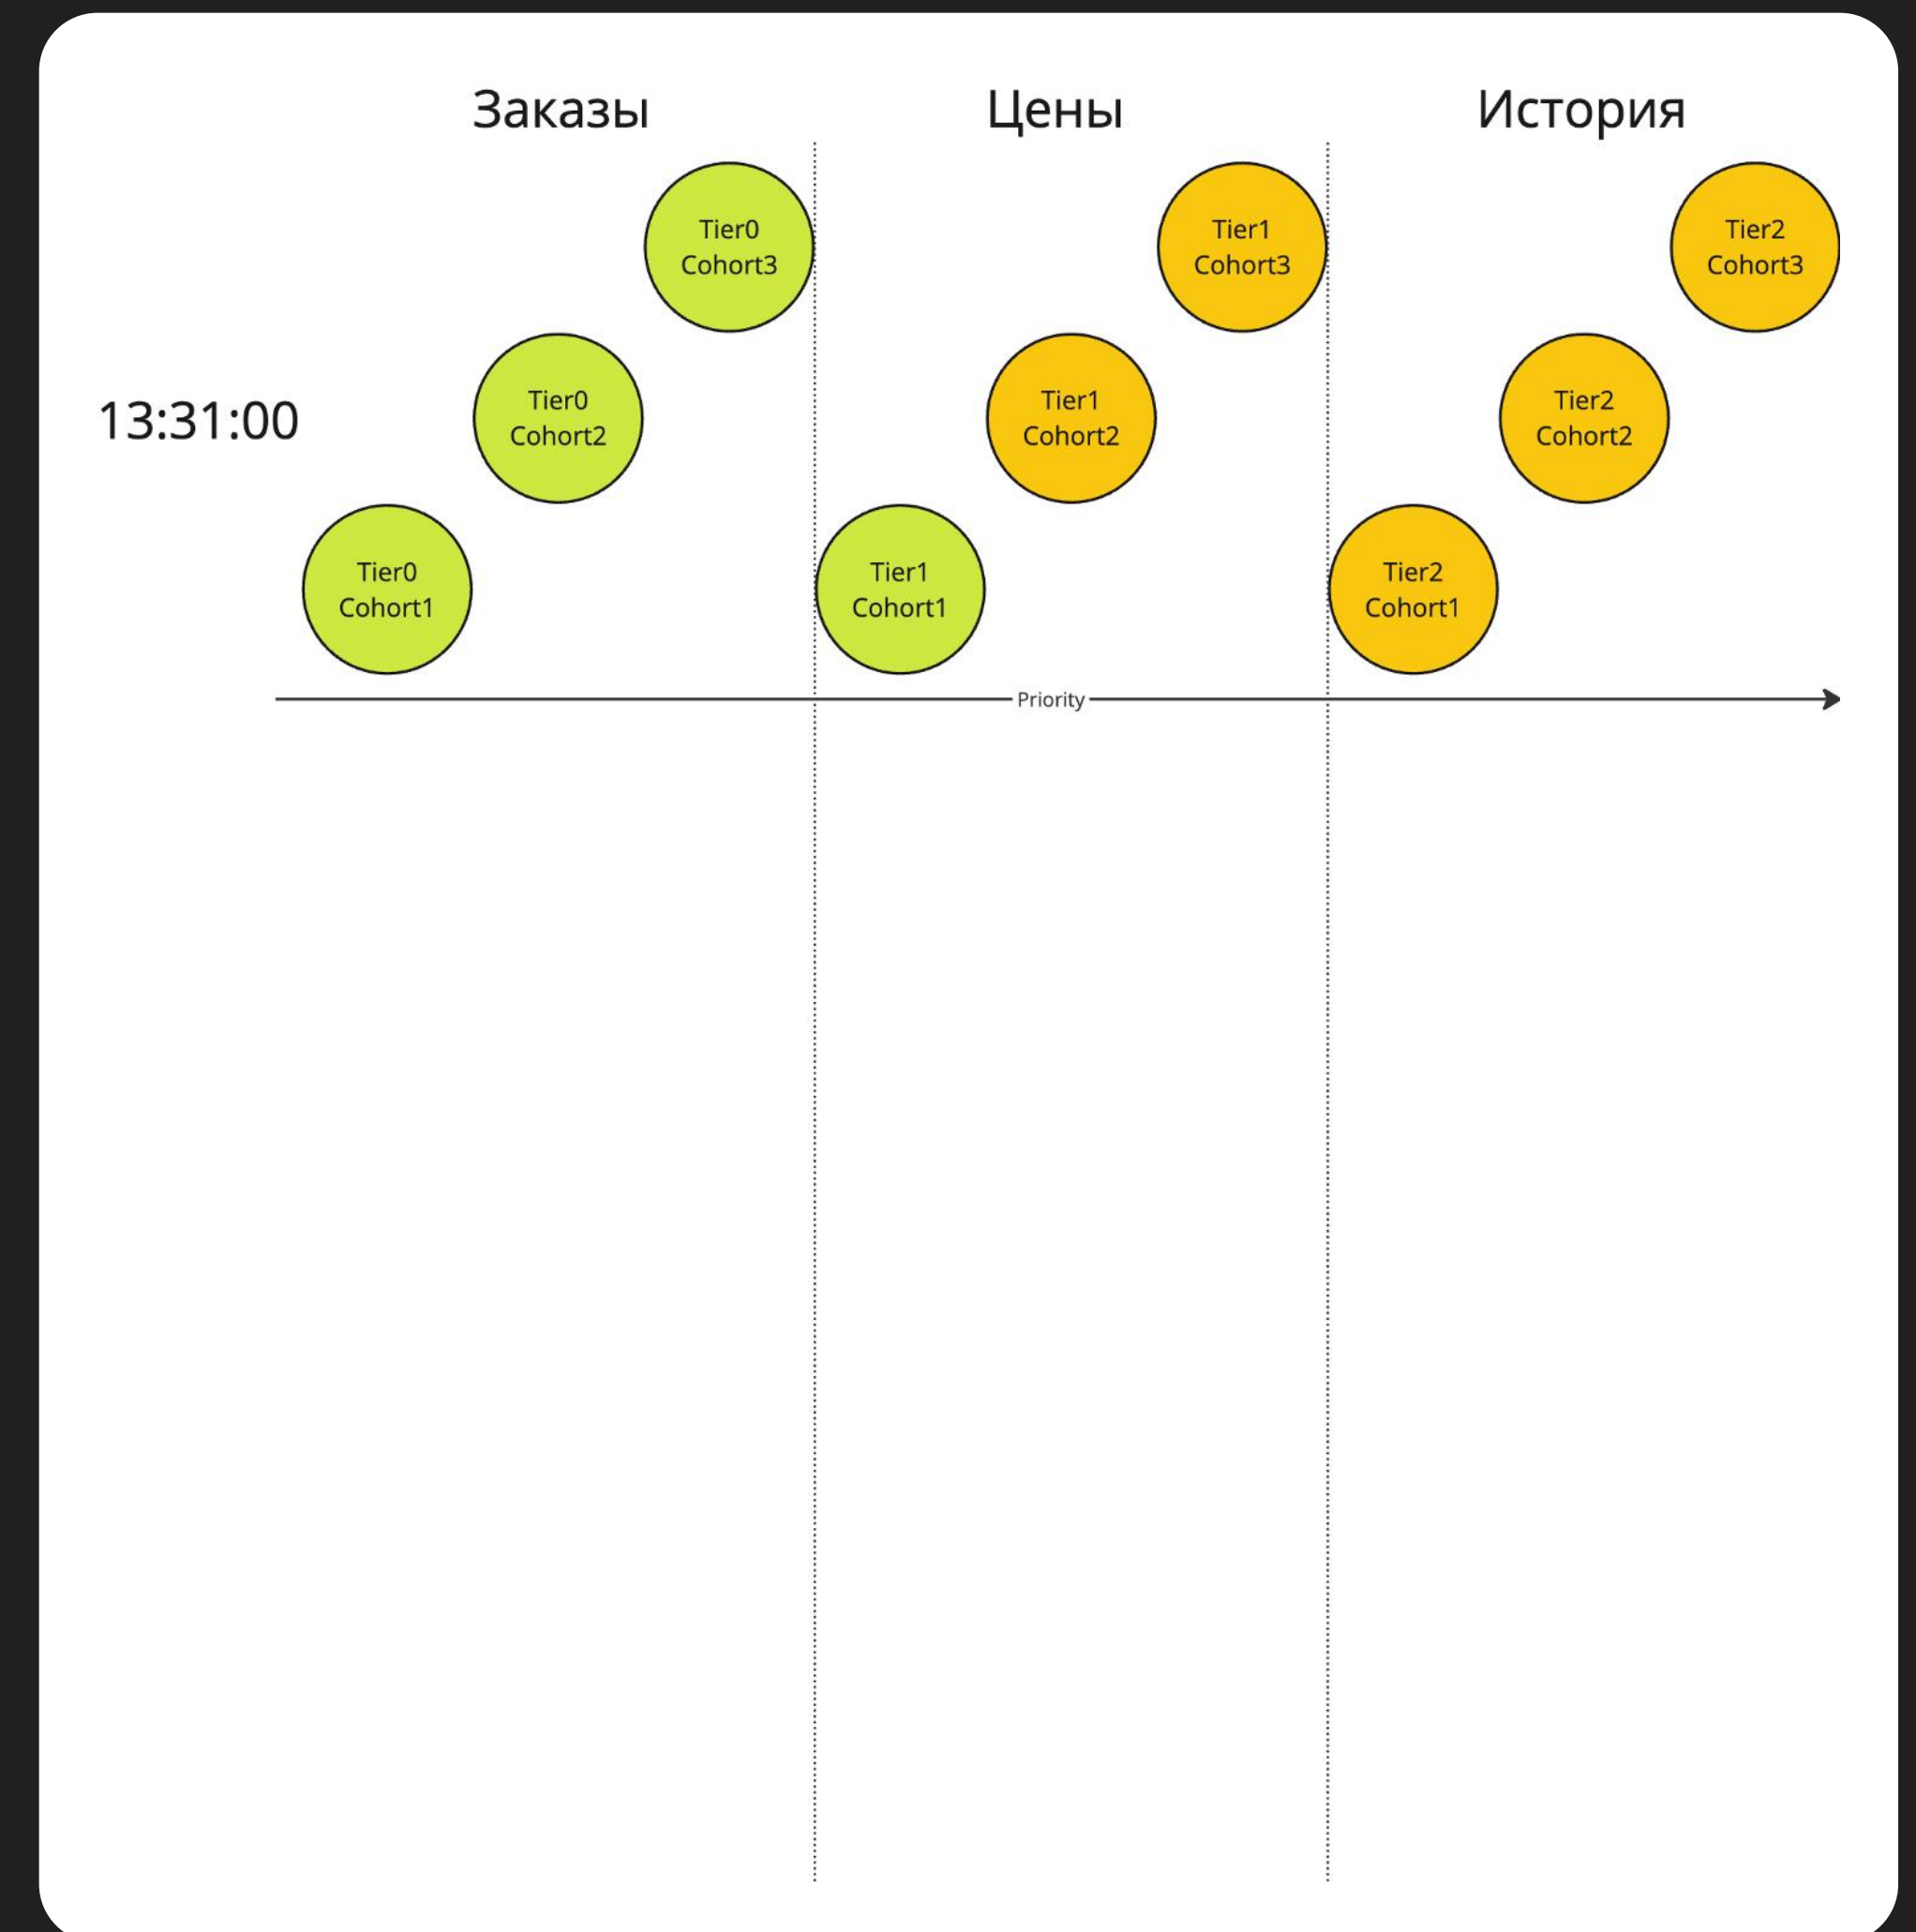 Заказы
Цены
История
Tier0
Cohort3
Tier1
Cohort3
Tier2
Cohort3
13:31:00
Tier0
Cohort2
Tier1
Cohort2
Tier2
Cohort2
Tier0
Cohort1
Tier1
Cohort1
Tier2
Cohort1
Priority